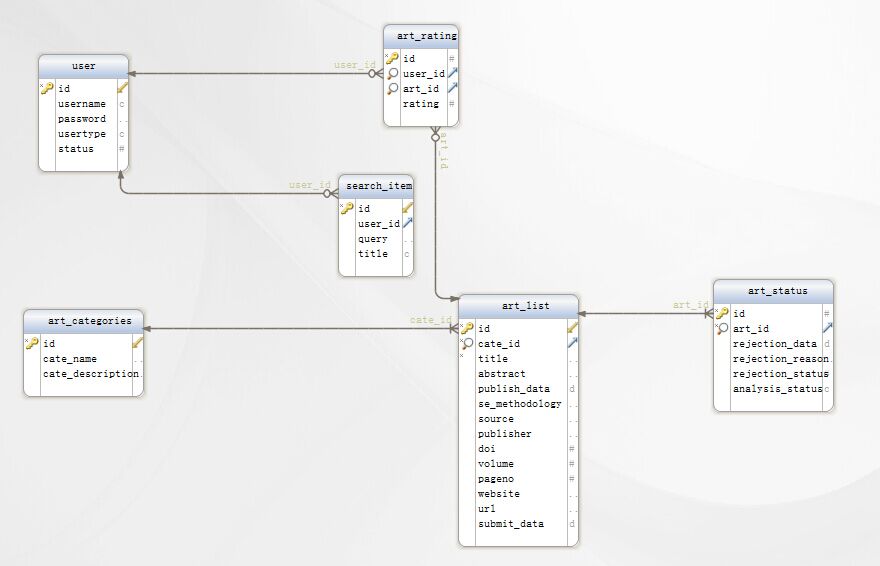 user
id
username c
password ..
usertype c
status #
user_id
art_rating
id #
user_id
art_id
rating #
art_id
user_id
search_item
id
user_id
query ..
title c
art_categories
id
cate_name ..
cate_description.
cate_id
art_list
id
cate_id
title ..
abstract ..
publish_data d
se_methodology ..
source ..
publisher ..
doi #
volume #
pageno #
website ..
url ..
submit_data d
art_id
art_status
id #
art_id
rejection_data d
rejection_reason.
rejection_status
analysis_status c